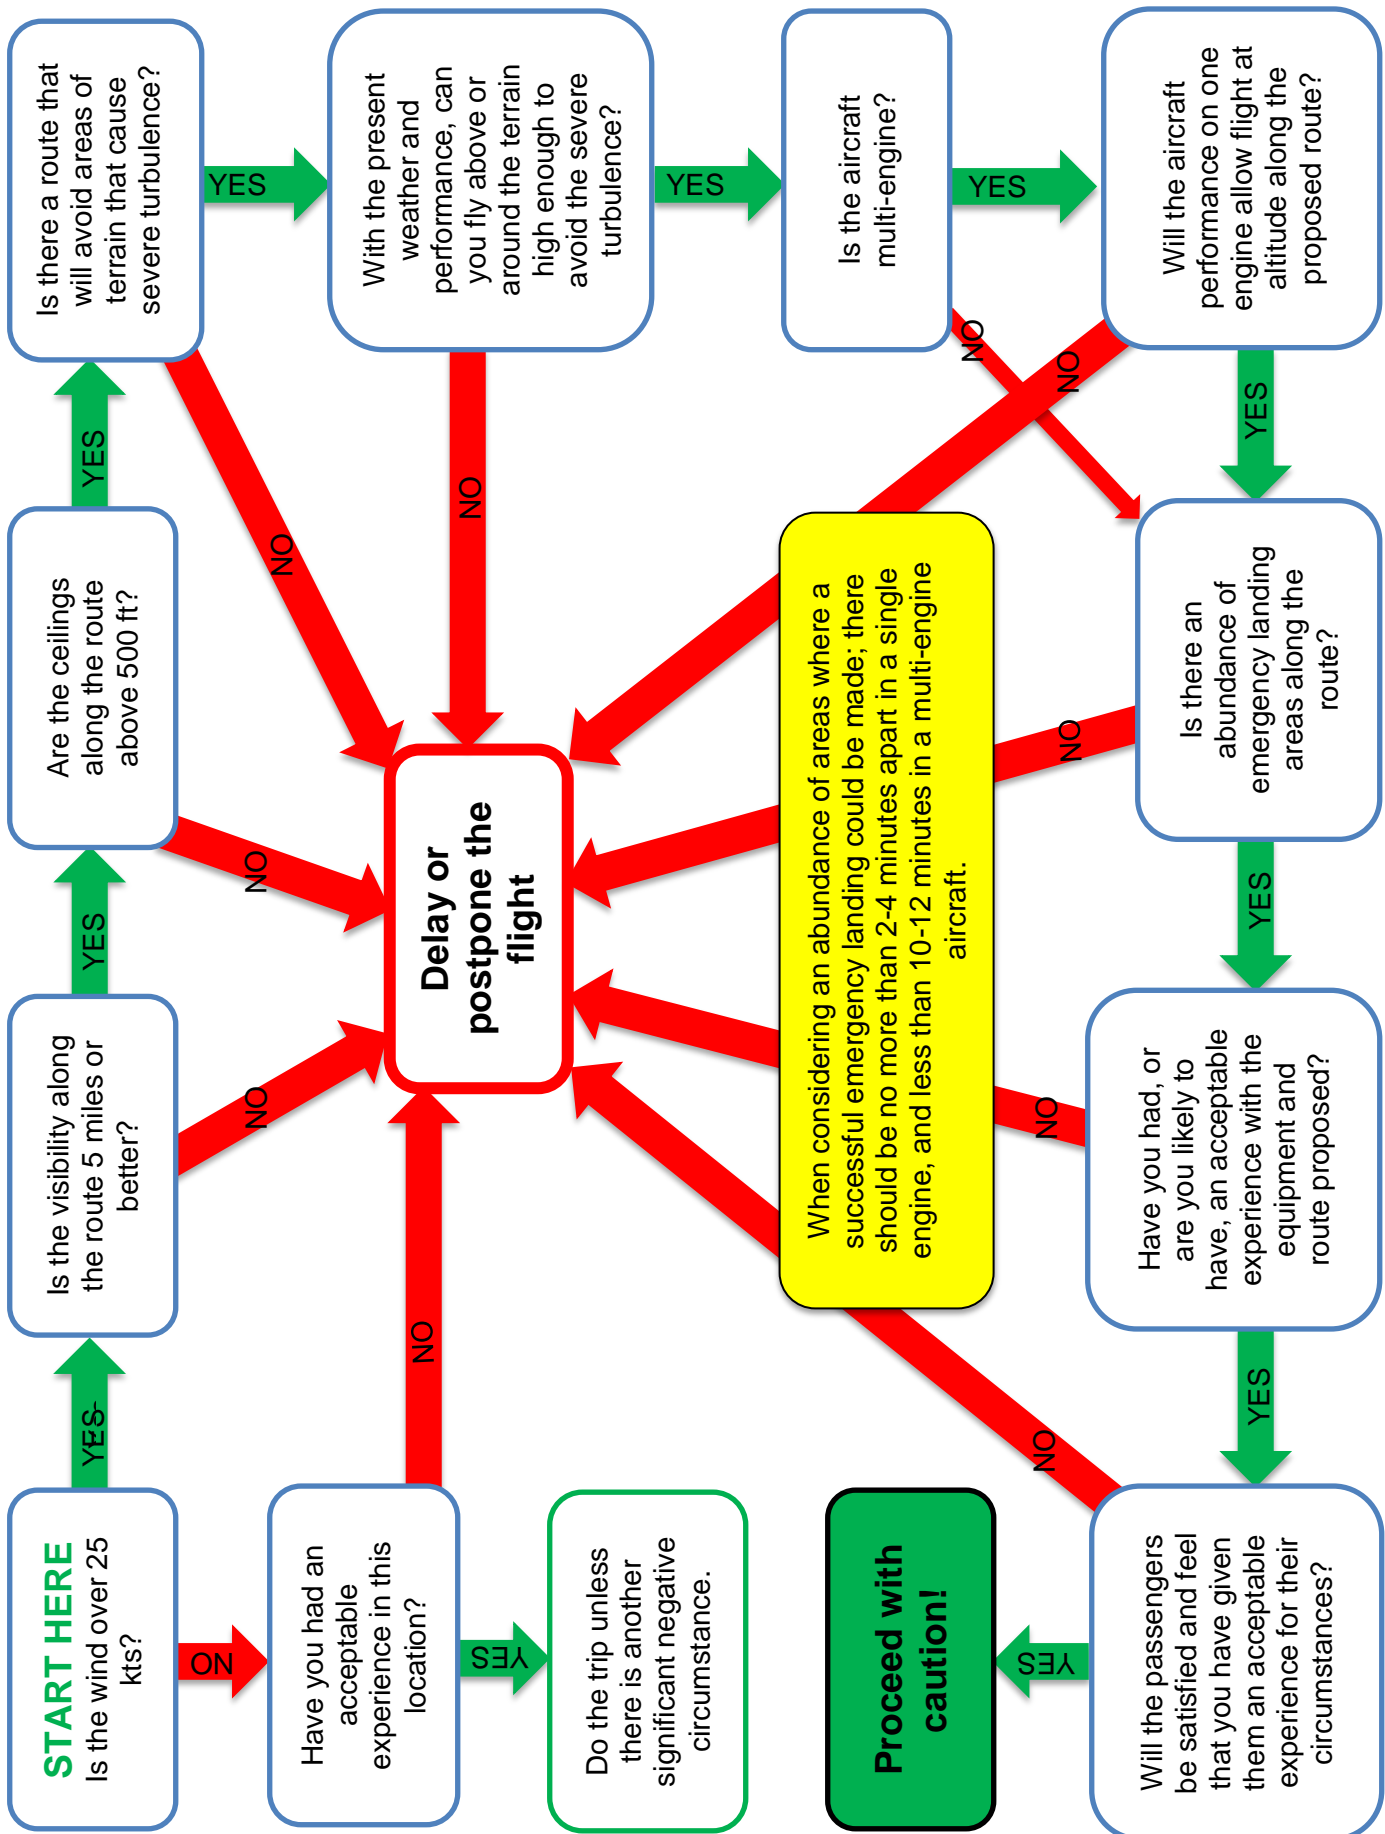 START HERE
Is the wind over 25
kts?
YES-
Is the visibility along
the route 5 miles or
better?
YES
Are the ceilings
along the route
above 500 ft?
YES
Is there a route that
will avoid areas of
terrain that cause
severe turbulence?
NO
NO
NO
NO
YES
Have you had an
acceptable
experience in this
location?
NO
Delay or
postpone the
flight
NO
With the present
weather and
performance, can
you fly above or
around the terrain
high enough to
avoid the severe
turbulence?
YES
YES
Do the trip unless
there is another
significant negative
circumstance.
Is the aircraft
multi-engine?
When considering an abundance of areas where a
successful emergency landing could be made; there
should be no more than 2-4 minutes apart in a single
engine, and less than 10-12 minutes in a multi-engine
aircraft.
Proceed with
caution!
NO
YES
YES
NO
NO
NO
NO
Will the passengers
be satisfied and feel
that you have given
them an acceptable
experience for their
circumstances?
YES
Have you had, or
are you likely to
have, an acceptable
experience with the
equipment and
route proposed?
YES
Is there an
abundance of
emergency landing
areas along the
route?
YES
Will the aircraft
performance on one
engine allow flight at
altitude along the
proposed route?